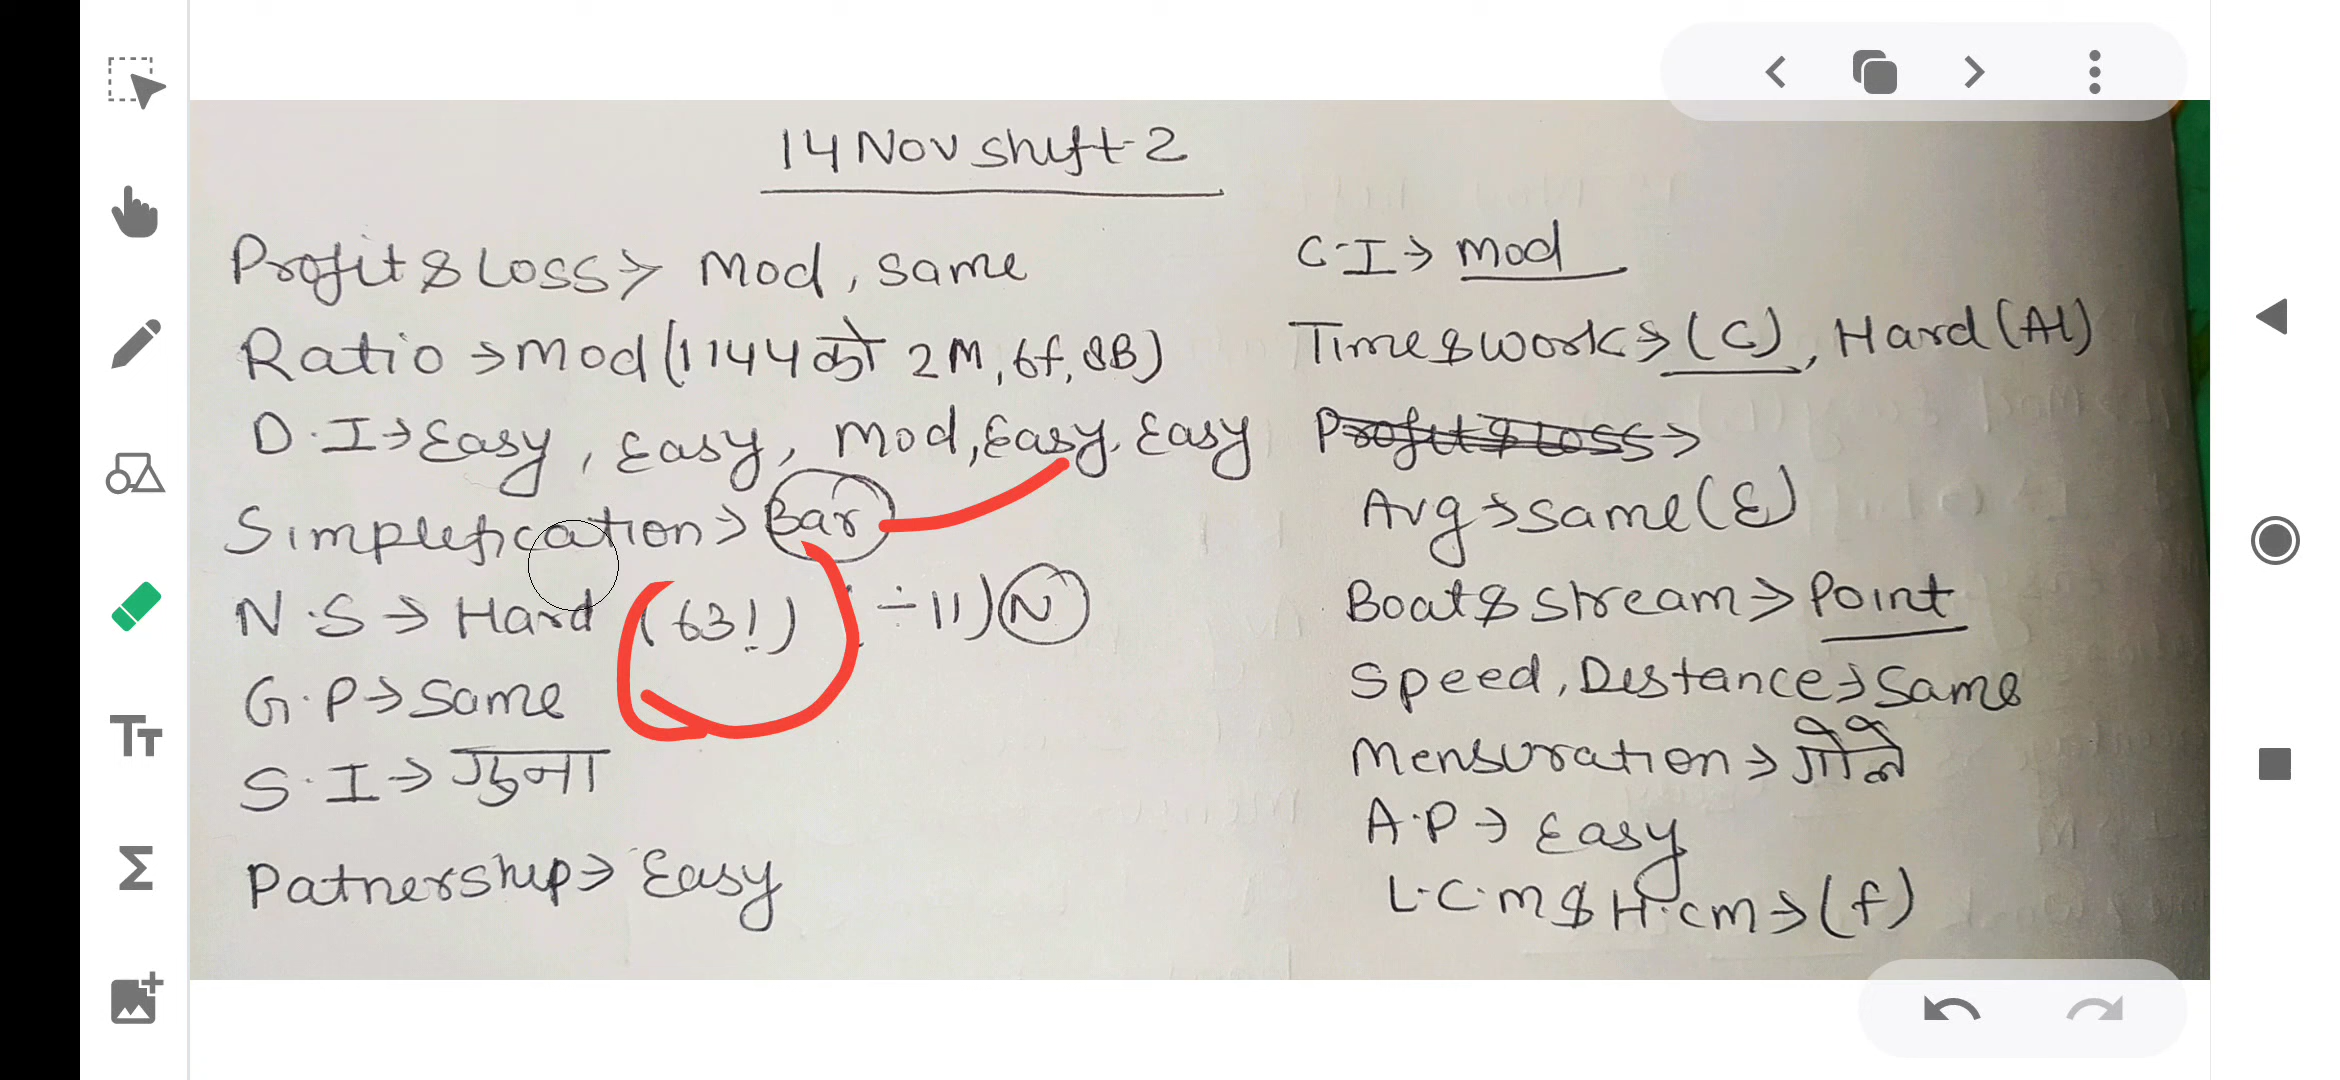 14 Nov shift-2
Profit & Loss → Mod, same
Ratio → Mod (1144 को 2M, 6f, 8B)
D.I → Easy, Easy, Mod, Easy, Easy
Simplification → Bar
N.S → Hard (63!) (÷11) N
G.P → Same
S.I → गुना
Patnership → Easy
C.I → Mod
Time & work → (C), Hard (Al)
Profit & Loss →
Avg → same (E)
Boat & stream → Point
Speed, Distance → Same
Mensuration → गोले
A.P → Easy
L.C.M & H.CM → (f)